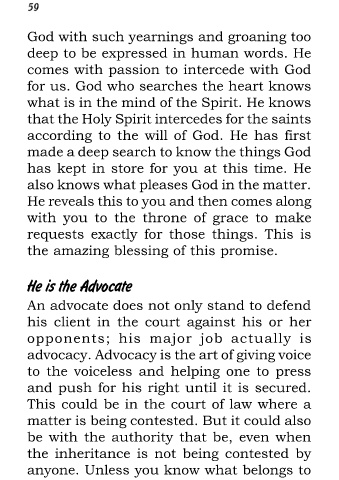 59
God with such yearnings and groaning too
deep to be expressed in human words. He
comes with passion to intercede with God
for us. God who searches the heart knows
what is in the mind of the Spirit. He knows
that the Holy Spirit intercedes for the saints
according to the will of God. He has first
made a deep search to know the things God
has kept in store for you at this time. He
also knows what pleases God in the matter.
He reveals this to you and then comes along
with you to the throne of grace to make
requests exactly for those things. This is
the amazing blessing of this promise.
He is the Advocate
An advocate does not only stand to defend
his client in the court against his or her
opponents; his major job actually is
advocacy. Advocacy is the art of giving voice
to the voiceless and helping one to press
and push for his right until it is secured.
This could be in the court of law where a
matter is being contested. But it could also
be with the authority that be, even when
the inheritance is not being contested by
anyone. Unless you know what belongs to